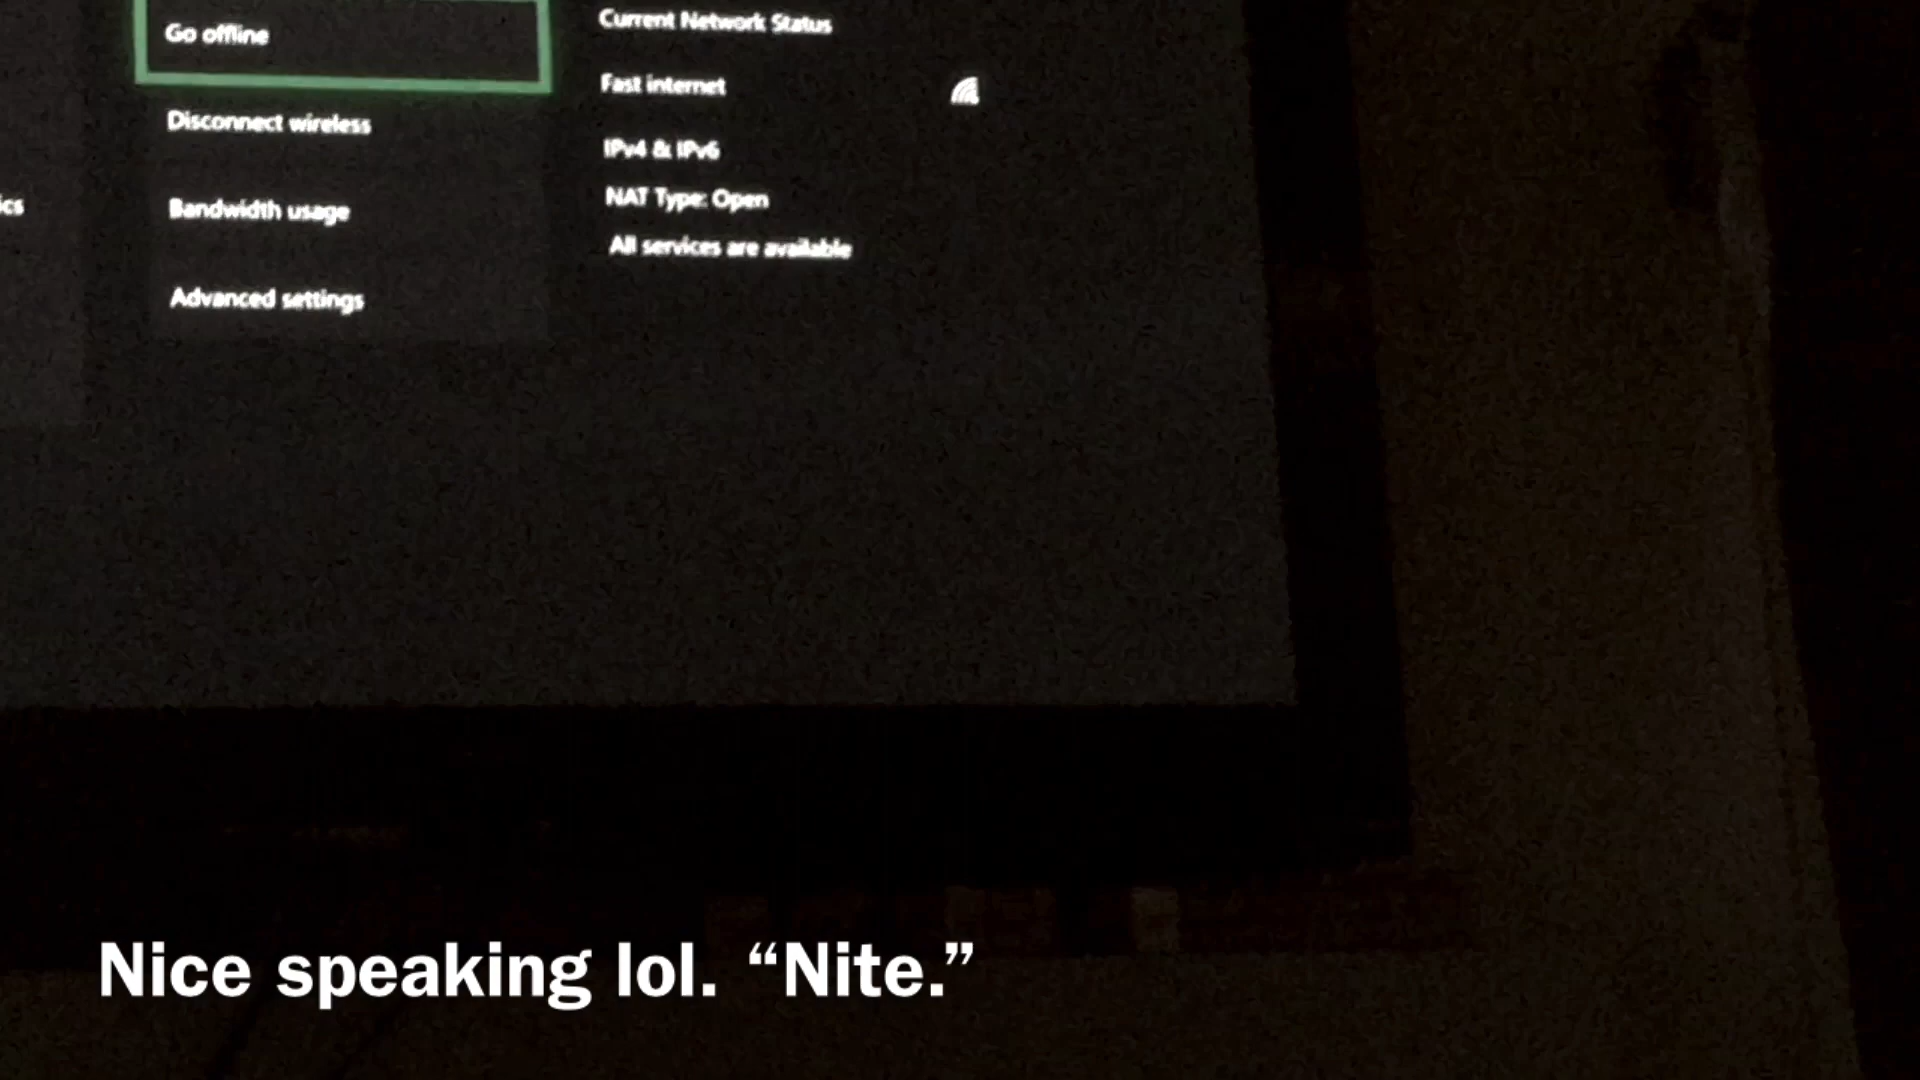 Go offline
Disconnect wireless
Bandwidth usage
Advanced settings
Current Network Status
Fast internet
IPv4 & IPv6
NAT Type: Open
All services are available
ics
Nice speaking lol. “Nite.”